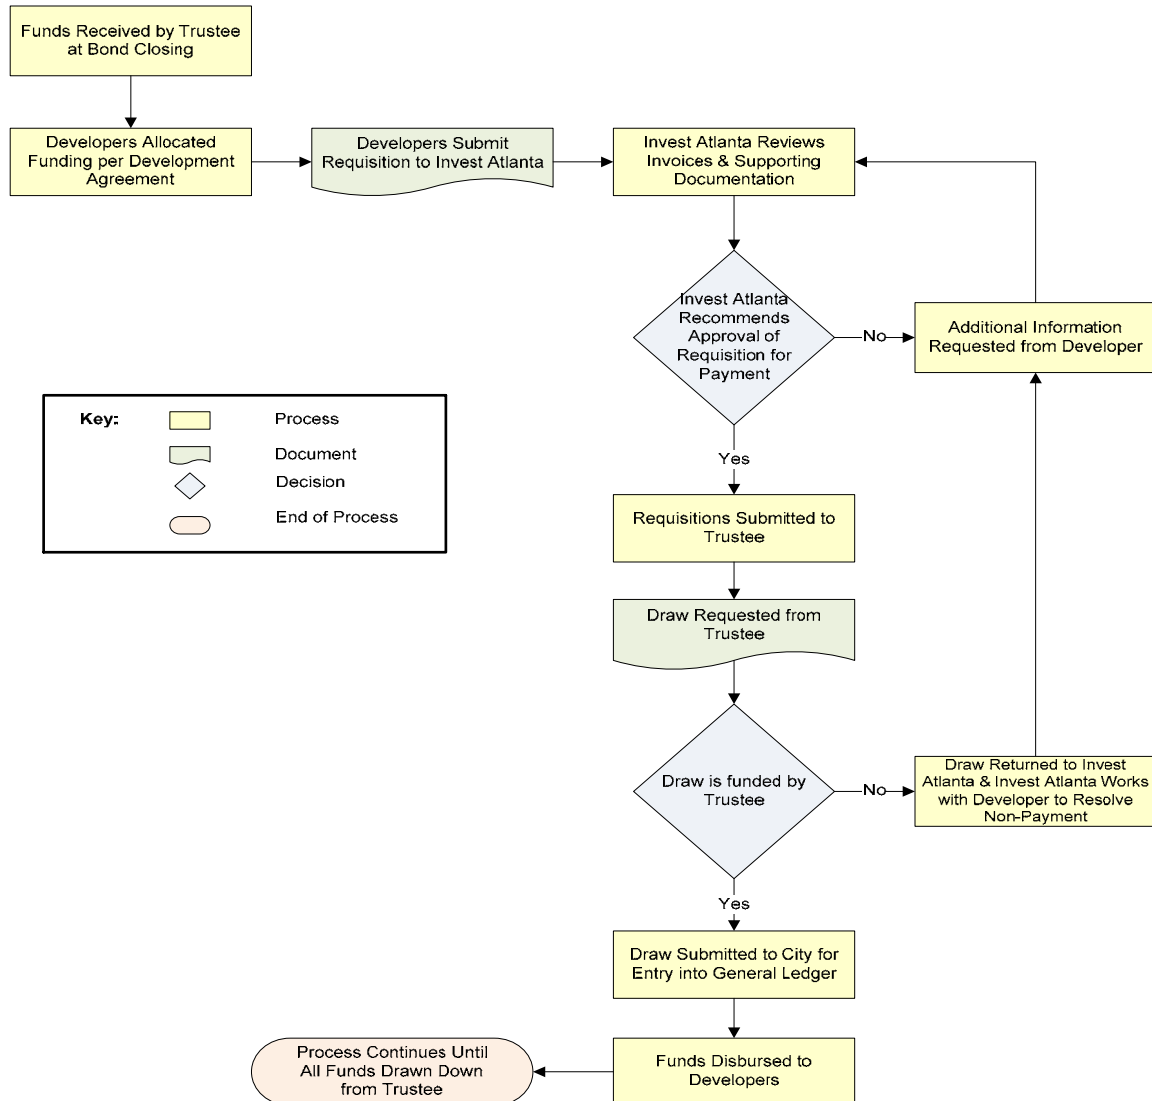 Funds Received by Trustee
at Bond Closing
Developers Allocated
Funding per Development
Agreement
Developers Submit
Requisition to Invest Atlanta
Invest Atlanta Reviews
Invoices & Supporting
Documentation
Invest Atlanta
Recommends
Approval of
Requisition for
Payment
No
Additional Information
Requested from Developer
Key:
Process
Document
Decision
End of Process
Yes
Requisitions Submitted to
Trustee
Draw Requested from
Trustee
Draw is funded by
Trustee
No
Draw Returned to Invest
Atlanta & Invest Atlanta Works
with Developer to Resolve
Non-Payment
Yes
Draw Submitted to City for
Entry into General Ledger
Funds Disbursed to
Developers
Process Continues Until
All Funds Drawn Down
from Trustee